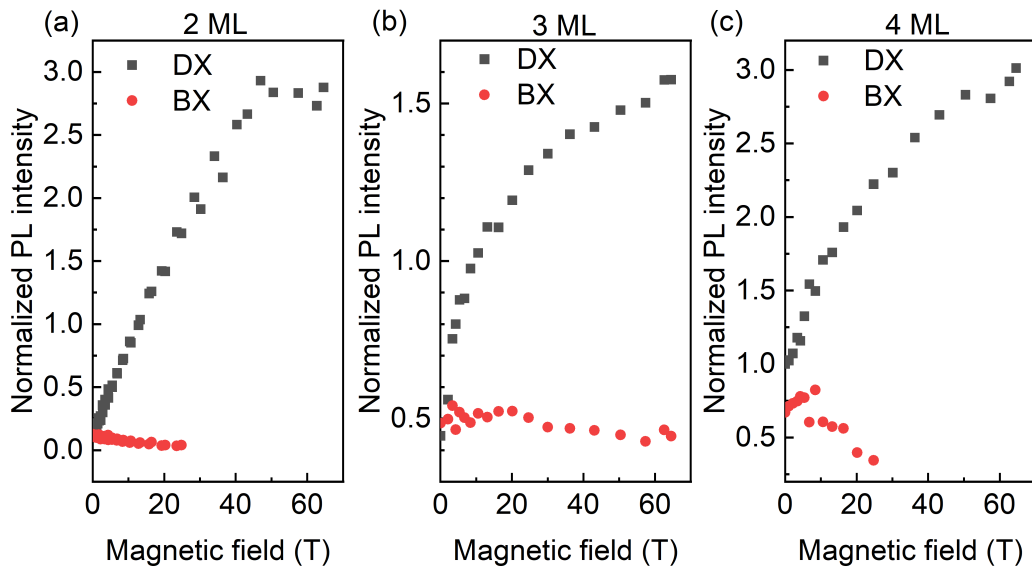 (a)
2 ML
DX
BX
Normalized PL intensity
3.0
2.5
2.0
1.5
1.0
0.5
0.0
0 20 40 60
Magnetic field (T)
(b)
3 ML
DX
BX
Normalized PL intensity
1.5
1.0
0.5
0 20 40 60
Magnetic field (T)
(c)
4 ML
DX
BX
Normalized PL intensity
3.0
2.5
2.0
1.5
1.0
0.5
0 20 40 60
Magnetic field (T)